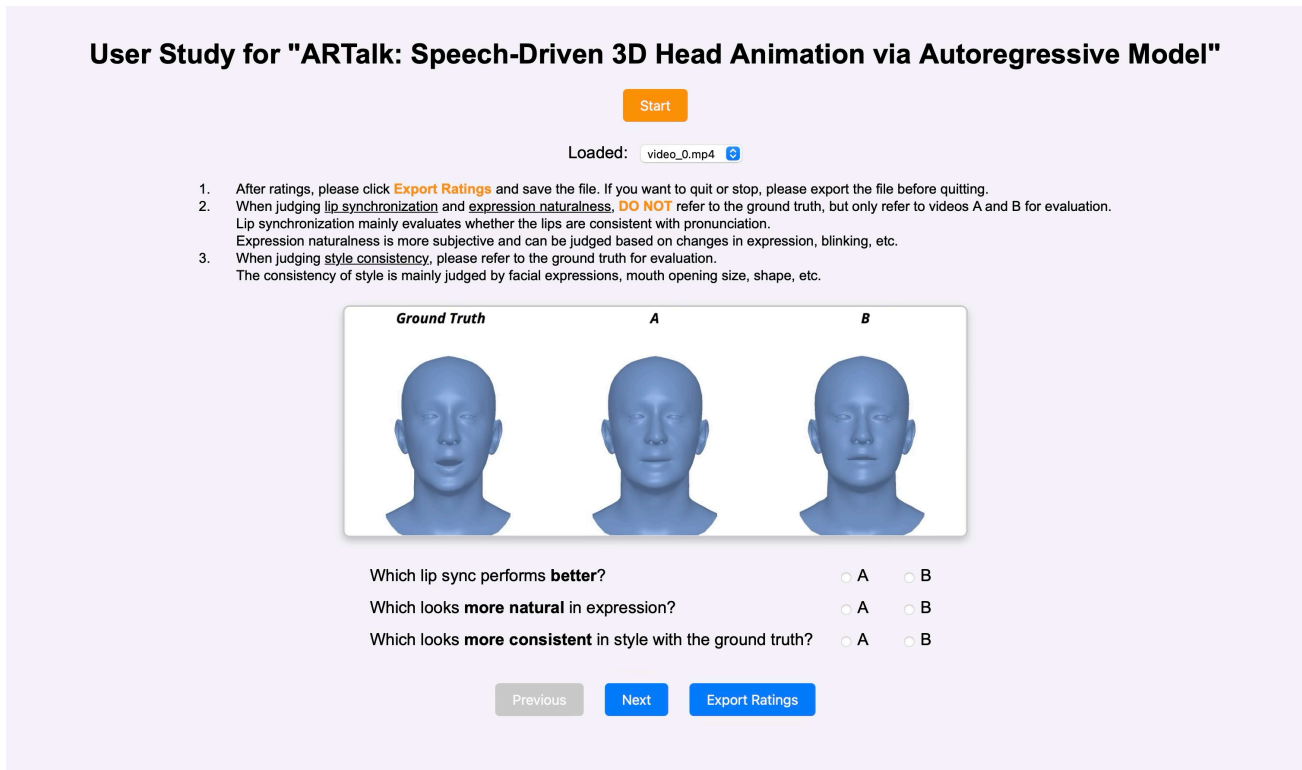 User Study for "ARTalk: Speech-Driven 3D Head Animation via Autoregressive Model"
Start
Loaded: video_0.mp4
1. After ratings, please click Export Ratings and save the file. If you want to quit or stop, please export the file before quitting.
2. When judging lip synchronization and expression naturalness, DO NOT refer to the ground truth, but only refer to videos A and B for evaluation.
Lip synchronization mainly evaluates whether the lips are consistent with pronunciation.
Expression naturalness is more subjective and can be judged based on changes in expression, blinking, etc.
3. When judging style consistency, please refer to the ground truth for evaluation.
The consistency of style is mainly judged by facial expressions, mouth opening size, shape, etc.
Ground Truth A B
Which lip sync performs better? A B
Which looks more natural in expression? A B
Which looks more consistent in style with the ground truth? A B
Previous Next Export Ratings